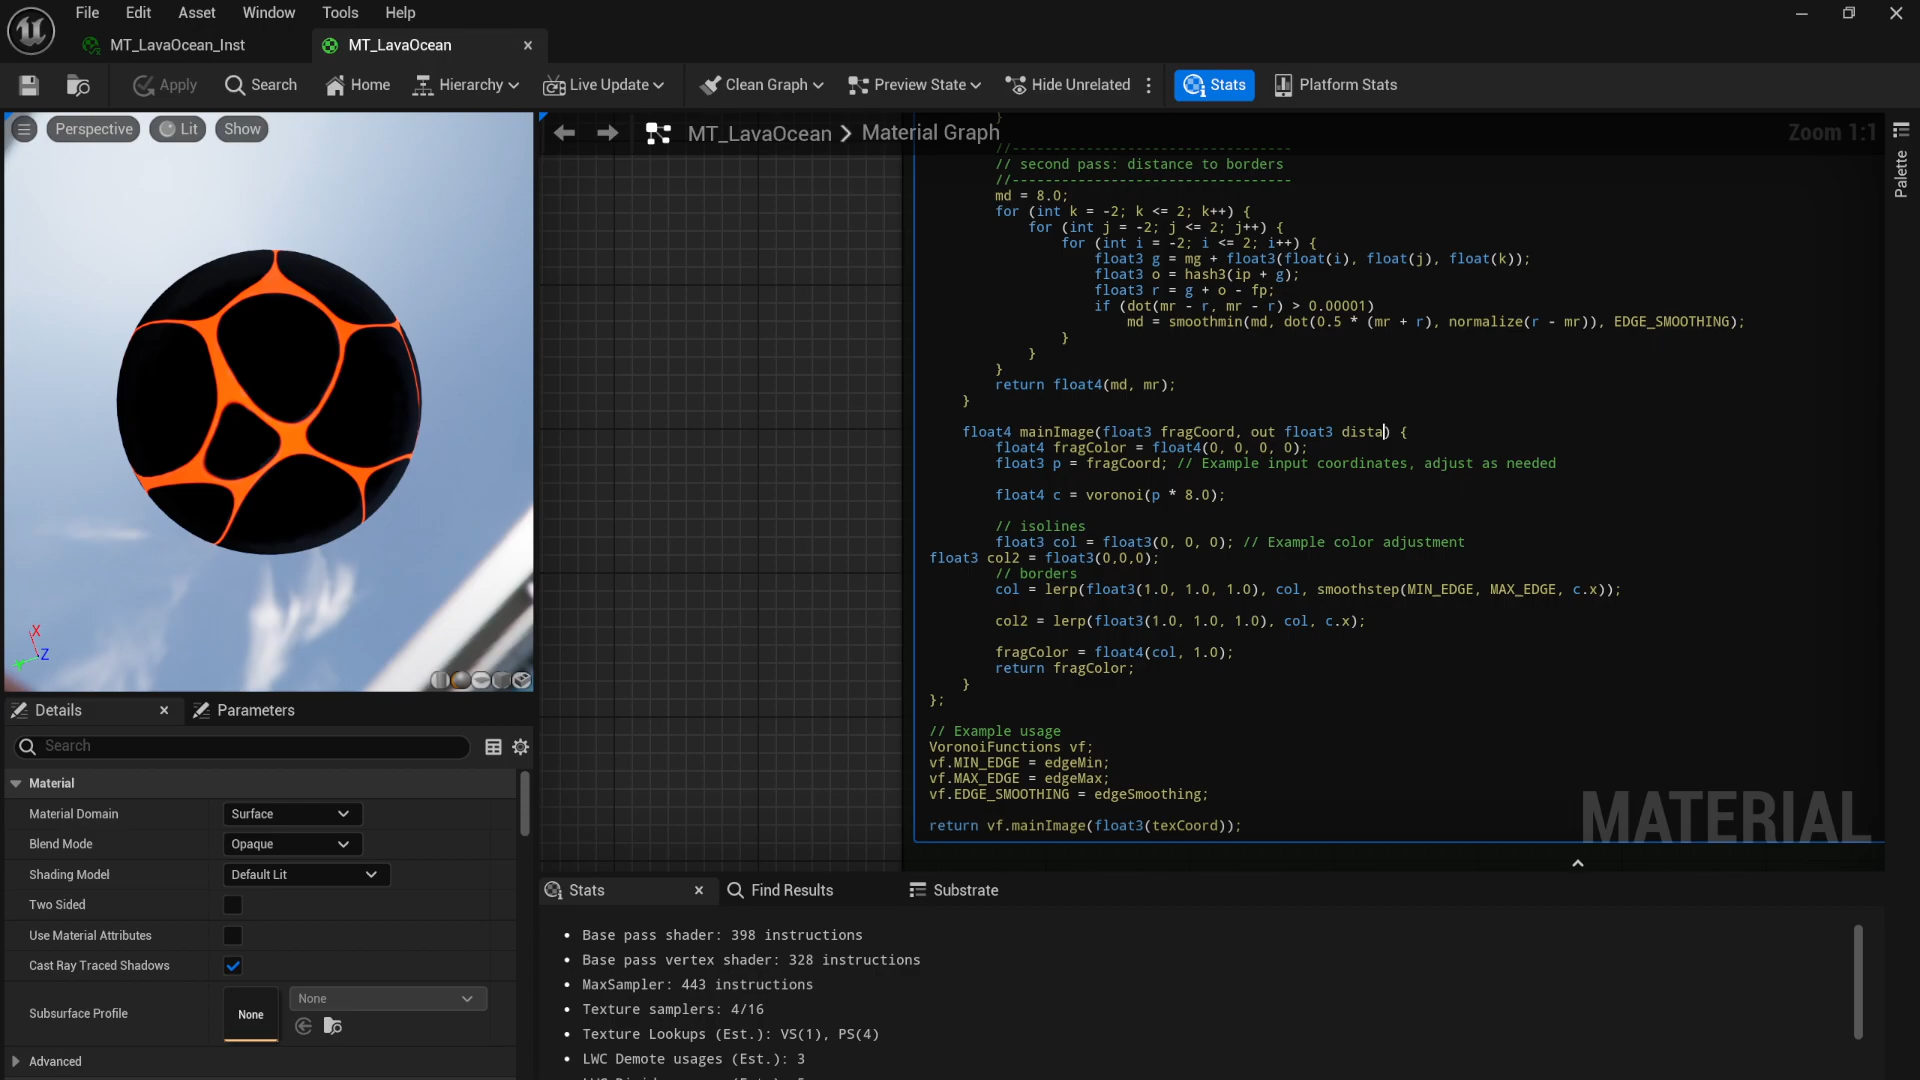 File Edit Asset Window Tools Help
MT_LavaOcean_Inst MT_LavaOcean
Apply Search Home Hierarchy Live Update Clean Graph Preview State Hide Unrelated Stats Platform Stats
Perspective Lit Show
MT_LavaOcean Material Graph Zoom 1:1
Palette
}
//----------------------------------
// second pass: distance to borders
//----------------------------------
md = 8.0;
for (int k = -2; k <= 2; k++) {
for (int j = -2; j <= 2; j++) {
for (int i = -2; i <= 2; i++) {
float3 g = mg + float3(float(i), float(j), float(k));
float3 o = hash3(ip + g);
float3 r = g + o - fp;
if (dot(mr - r, mr - r) > 0.00001)
md = smoothmin(md, dot(0.5 * (mr + r), normalize(r - mr)), EDGE_SMOOTHING);
}
}
}
return float4(md, mr);
}
float4 mainImage(float3 fragCoord, out float3 dista) {
float4 fragColor = float4(0, 0, 0, 0);
float3 p = fragCoord; // Example input coordinates, adjust as needed
float4 c = voronoi(p * 8.0);
// isolines
float3 col = float3(0, 0, 0); // Example color adjustment
float3 col2 = float3(0,0,0);
// borders
col = lerp(float3(1.0, 1.0, 1.0), col, smoothstep(MIN_EDGE, MAX_EDGE, c.x));
col2 = lerp(float3(1.0, 1.0, 1.0), col, c.x);
fragColor = float4(col, 1.0);
return fragColor;
}
};
// Example usage
VoronoiFunctions vf;
vf.MIN_EDGE = edgeMin;
vf.MAX_EDGE = edgeMax;
vf.EDGE_SMOOTHING = edgeSmoothing;
return vf.mainImage(float3(texCoord));
MATERIAL
X
Z
Details Parameters
Search
Material
Material Domain Surface
Blend Mode Opaque
Shading Model Default Lit
Two Sided
Use Material Attributes
Cast Ray Traced Shadows
Subsurface Profile None None
Advanced
Stats Find Results Substrate
• Base pass shader: 398 instructions
• Base pass vertex shader: 328 instructions
• MaxSampler: 443 instructions
• Texture samplers: 4/16
• Texture Lookups (Est.): VS(1), PS(4)
• LWC Demote usages (Est.): 3